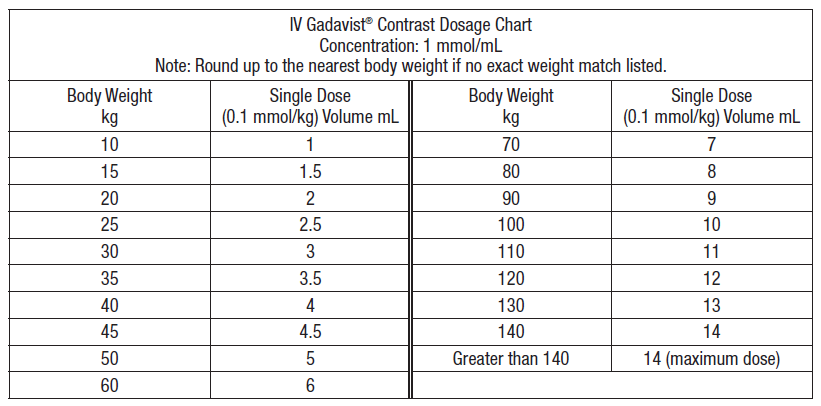 IV Gadavist® Contrast Dosage Chart
Concentration: 1 mmol/mL
Note: Round up to the nearest body weight if no exact weight match listed.
Body Weight kg | Single Dose (0.1 mmol/kg) Volume mL | Body Weight kg | Single Dose (0.1 mmol/kg) Volume mL
10 | 1 | 70 | 7
15 | 1.5 | 80 | 8
20 | 2 | 90 | 9
25 | 2.5 | 100 | 10
30 | 3 | 110 | 11
35 | 3.5 | 120 | 12
40 | 4 | 130 | 13
45 | 4.5 | 140 | 14
50 | 5 | Greater than 140 | 14 (maximum dose)
60 | 6